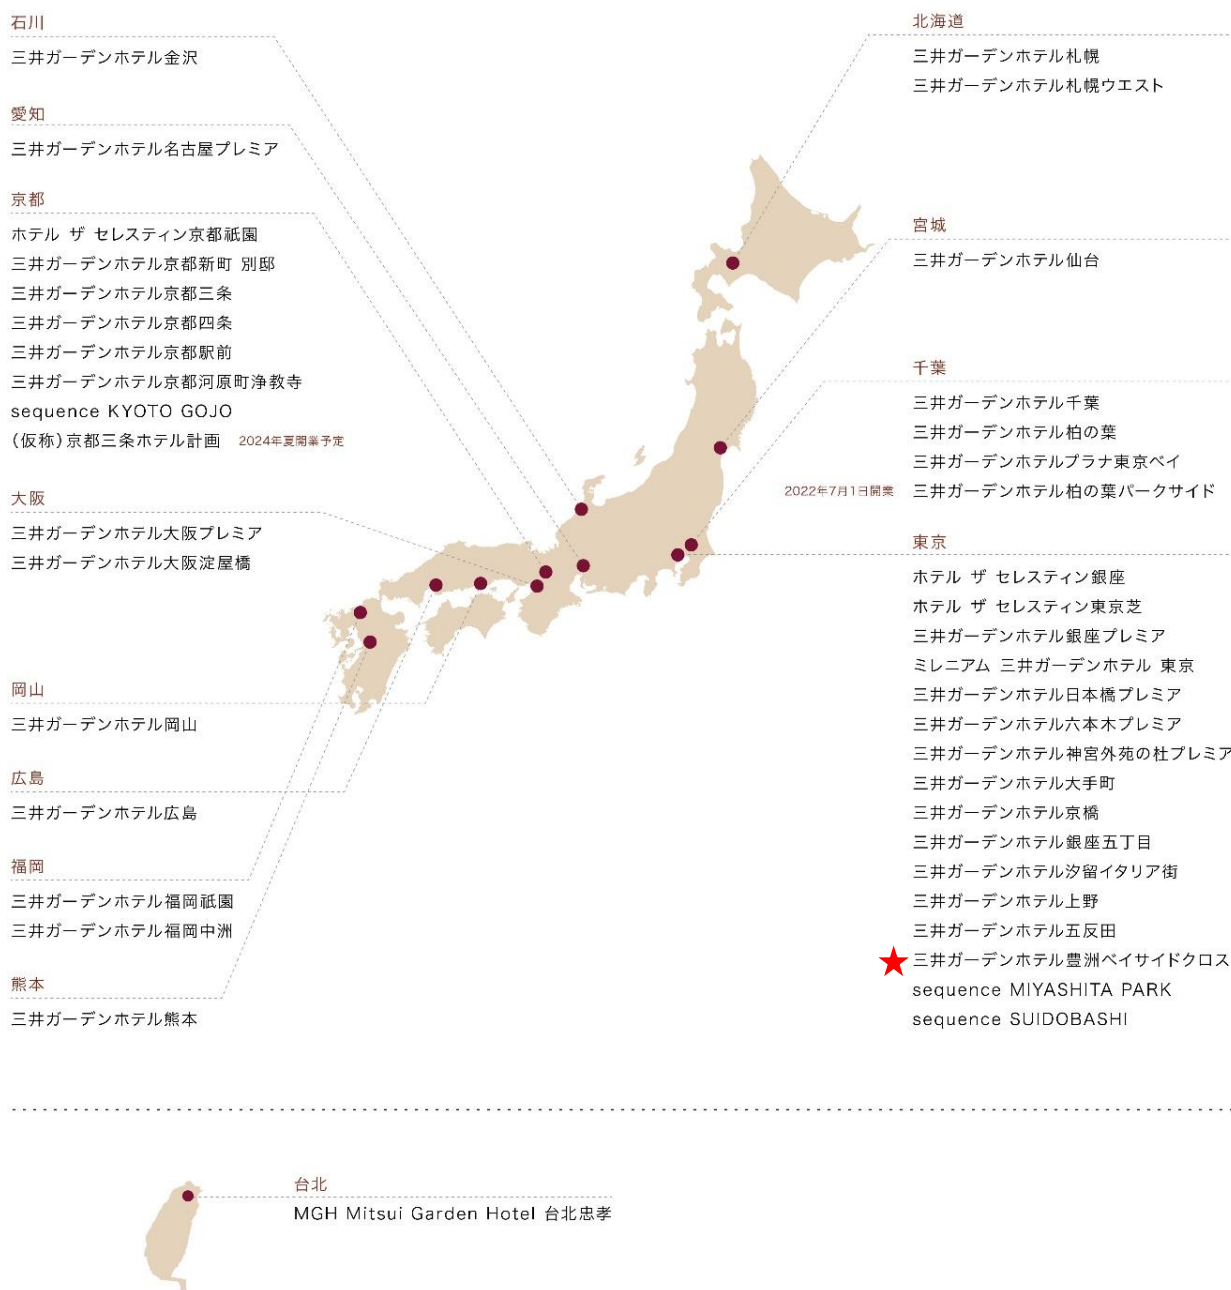 石川
三井ガーデンホテル金沢
愛知
三井ガーデンホテル名古屋プレミア
京都
ホテル ザ セレスティン京都祇園
三井ガーデンホテル京都新町 別邸
三井ガーデンホテル京都三条
三井ガーデンホテル京都四条
三井ガーデンホテル京都駅前
三井ガーデンホテル京都河原町浄教寺
sequence KYOTO GOJO
(仮称)京都三条ホテル計画 2024年夏開業予定
大阪
三井ガーデンホテル大阪プレミア
三井ガーデンホテル大阪淀屋橋
岡山
三井ガーデンホテル岡山
広島
三井ガーデンホテル広島
福岡
三井ガーデンホテル福岡祇園
三井ガーデンホテル福岡中洲
熊本
三井ガーデンホテル熊本
北海道
三井ガーデンホテル札幌
三井ガーデンホテル札幌ウエスト
宮城
三井ガーデンホテル仙台
千葉
三井ガーデンホテル千葉
三井ガーデンホテル柏の葉
三井ガーデンホテルプラナ東京ベイ
2022年7月1日開業 三井ガーデンホテル柏の葉パークサイド
東京
ホテル ザ セレスティン銀座
ホテル ザ セレスティン東京芝
三井ガーデンホテル銀座プレミア
ミレニアム 三井ガーデンホテル 東京
三井ガーデンホテル日本橋プレミア
三井ガーデンホテル六本木プレミア
三井ガーデンホテル神宮外苑の杜プレミア
三井ガーデンホテル大手町
三井ガーデンホテル京橋
三井ガーデンホテル銀座五丁目
三井ガーデンホテル汐留イタリア街
三井ガーデンホテル上野
三井ガーデンホテル五反田
★三井ガーデンホテル豊洲ベイサイドクロス
sequence MIYASHITA PARK
sequence SUIDOBASHI
台北
MGH Mitsui Garden Hotel 台北忠孝